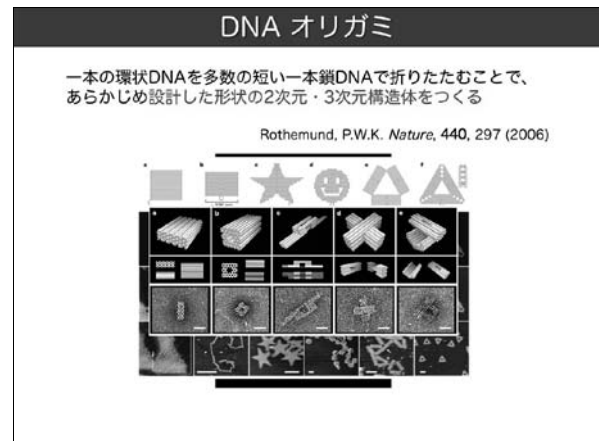 DNA オリガミ
一本の環状DNAを多数の短い一本鎖DNAで折りたたむことで、
あらかじめ設計した形状の2次元・3次元構造体をつくる
Rothemund, P.W.K. Nature, 440, 297 (2006)
a b c d e f
a b c d e